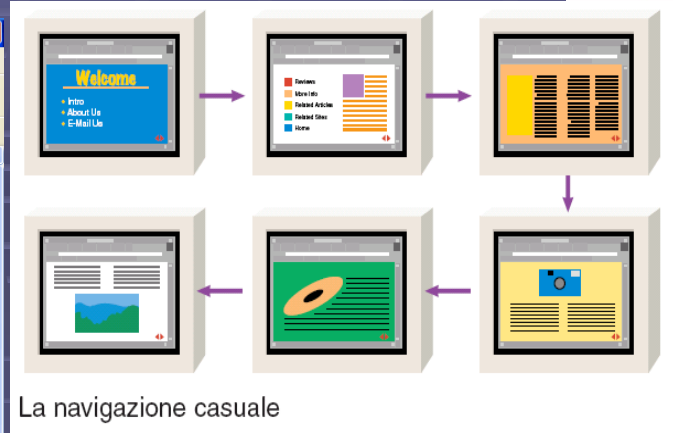 Welcome
Intro
About Us
E-Mail Us
Reviews
More Info
Related Articles
Related Sites
Home
La navigazione casuale